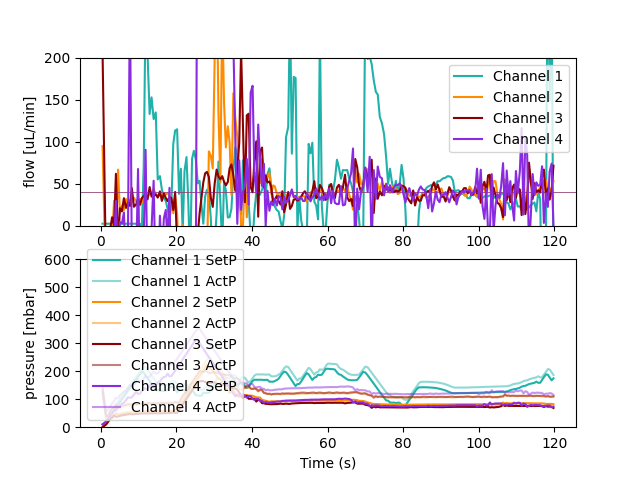 200
150
100
50
0
flow [uL/min]
Channel 1
Channel 2
Channel 3
Channel 4
0 20 40 60 80 100 120
600
500
400
300
200
100
0
pressure [mbar]
Channel 1 SetP
Channel 1 ActP
Channel 2 SetP
Channel 2 ActP
Channel 3 SetP
Channel 3 ActP
Channel 4 SetP
Channel 4 ActP
0 20 40 60 80 100 120
Time (s)